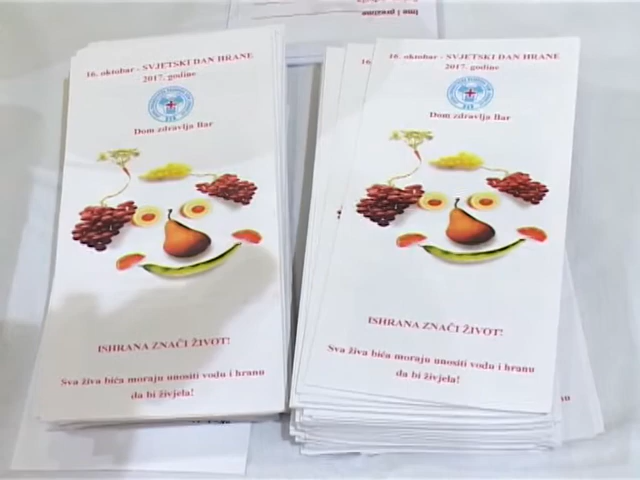 Ime i prezime
16. oktobar - SVJETSKI DAN HRANE
2017. godine
Dom zdravlja Bar
ISHRANA ZNAČI ŽIVOT!
Sva živa bića moraju unositi vodu i hranu
da bi živjela!
16. oktobar - SVJETSKI DAN HRANE
2017. godine
Dom zdravlja Bar
ISHRANA ZNAČI ŽIVOT!
Sva živa bića moraju unositi vodu i hranu
da bi živjela!